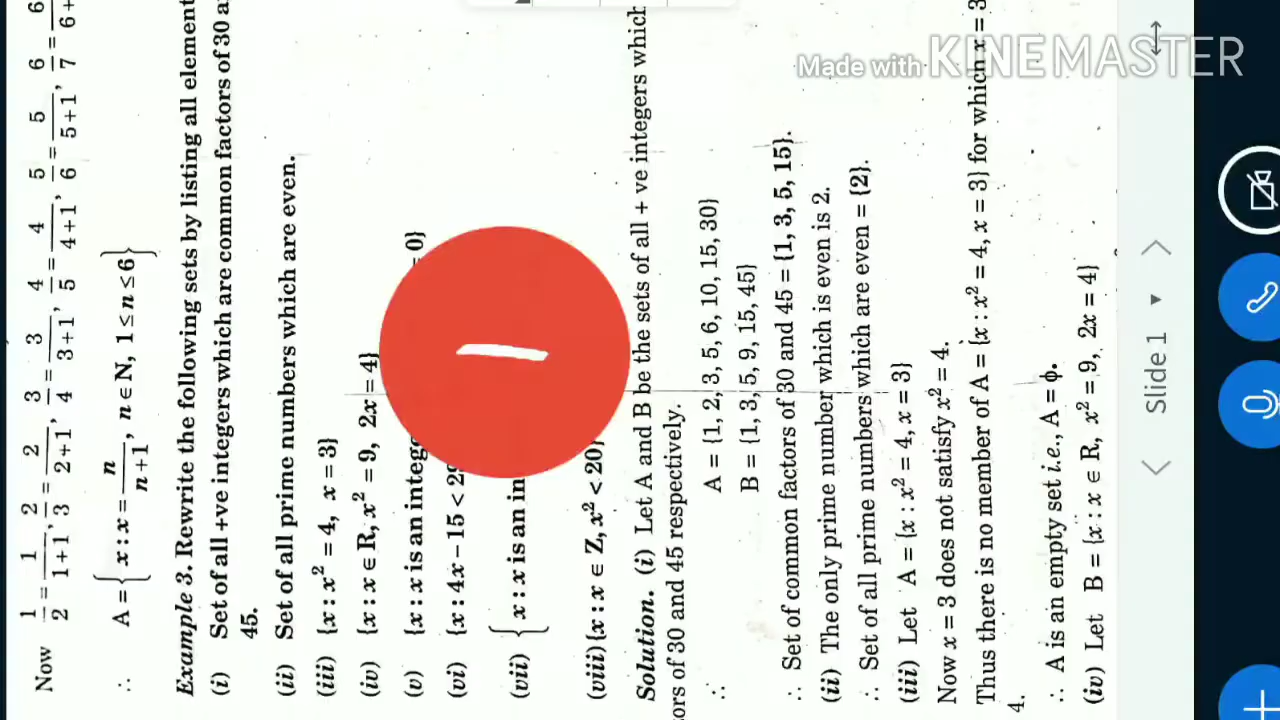 Now 1/2 = 1/(1+1), 2/3 = 2/(2+1), 3/4 = 3/(3+1), 4/5 = 4/(4+1), 5/6 = 5/(5+1), 6/7 = 6
∴ A = { x : x = n/(n+1), n ∈ N, 1 ≤ n ≤ 6 }
Example 3. Rewrite the following sets by listing all element
(i) Set of all +ve integers which are common factors of 30 a
45.
(ii) Set of all prime numbers which are even.
(iii) {x : x² = 4, x = 3}
(iv) {x : x ∈ R, x² = 9, 2x = 4}
(v) {x : x is an integ = 0}
(vi) {x : 4x – 15 < 2
(vii) { x : x is an in
(viii) {x : x ∈ Z, x² < 20}
Solution. (i) Let A and B be the sets of all + ve integers which
tors of 30 and 45 respectively.
∴ A = {1, 2, 3, 5, 6, 10, 15, 30}
B = {1, 3, 5, 9, 15, 45}
∴ Set of common factors of 30 and 45 = {1, 3, 5, 15}.
(ii) The only prime number which is even is 2.
∴ Set of all prime numbers which are even = {2}.
(iii) Let A = {x : x² = 4, x = 3}
Now x = 3 does not satisfy x² = 4.
Thus there is no member of A = {x : x² = 4, x = 3} for which x = 3
4.
∴ A is an empty set i.e., A = ϕ.
(iv) Let B = {x : x ∈ R, x² = 9, 2x = 4}
Slide1
Made with KINEMASTER